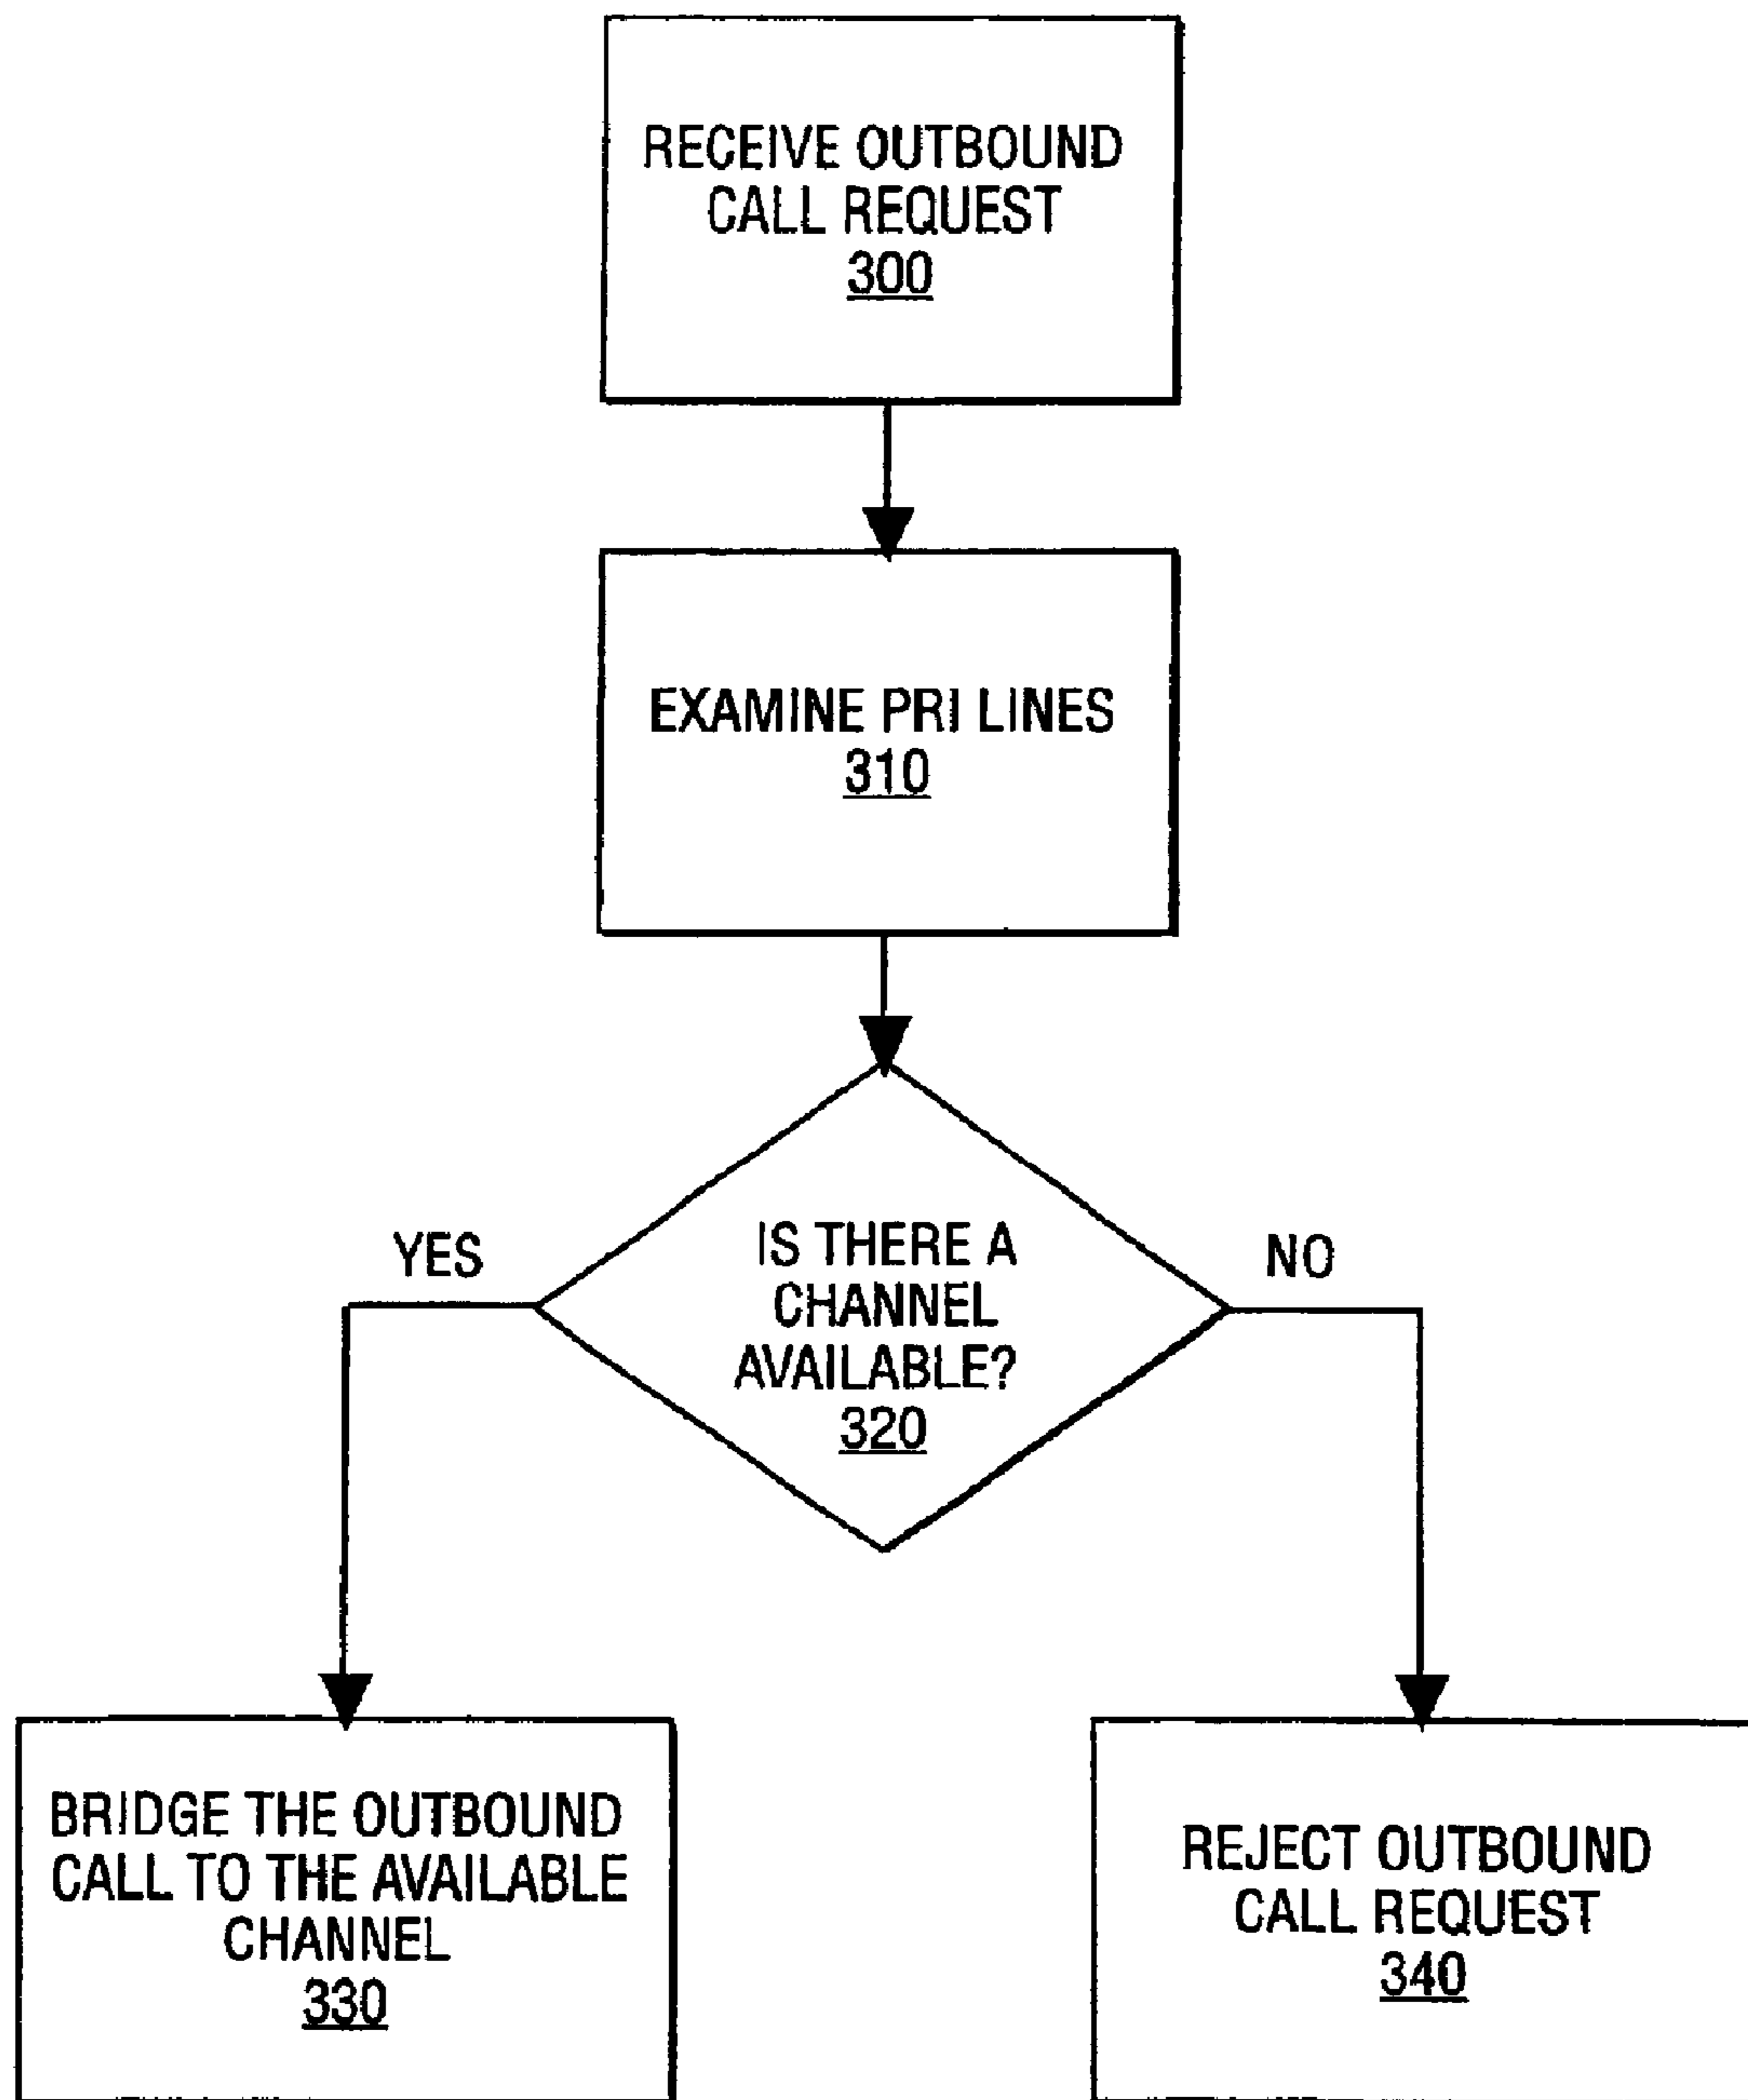 RECEIVE OUTBOUND
CALL REQUEST
300
EXAMINE PRI LINES
310
IS THERE A
CHANNEL
AVAILABLE?
320
YES
NO
BRIDGE THE OUTBOUND
CALL TO THE AVAILABLE
CHANNEL
330
REJECT OUTBOUND
CALL REQUEST
340